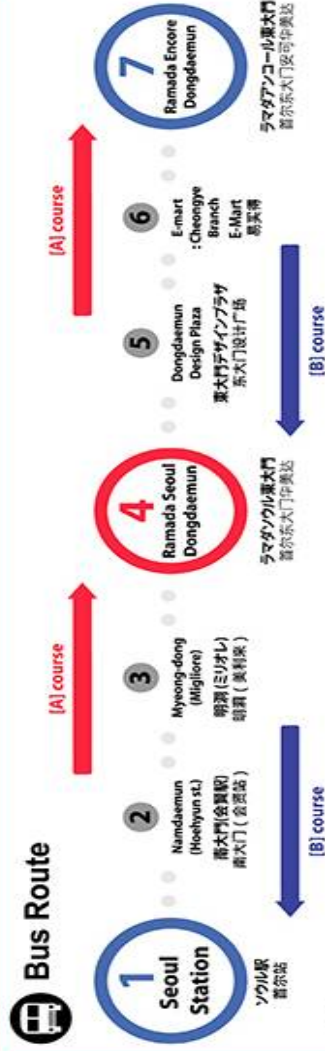 Bus Route
[A] course
[A] course
1
Seoul
Station
ソウル駅
首尔站
2
Namdaemun
(Hoehyun st.)
南大門(会賢駅)
南大门 ( 会贤站 )
3
Myeong-dong
(Migliore)
明洞(ミリオレ)
明洞 ( 美利来 )
4
Ramada Seoul
Dongdaemun
ラマダソウル東大門
首尔东大门华美达
5
Dongdaemun
Design Plaza
東大門デザインプラザ
东大门设计广场
6
E-mart
: Cheongye
Branch
E-Mart
易买得
7
Ramada Encore
Dongdaemun
ラマダアンコール東大門
首尔东大门安可华美达
[B] course
[B] course